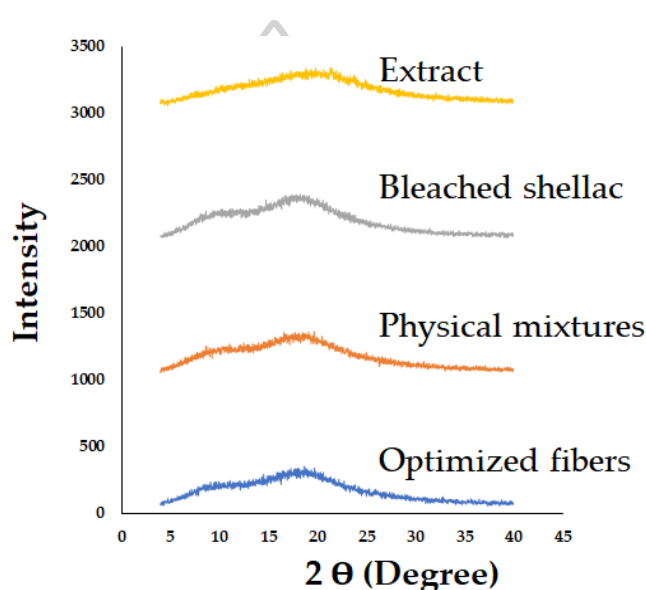 3500
Extract
3000
2500
Bleached shellac
2000
Intensity
1500
Physical mixtures
1000
500
Optimized fibers
0
0 5 10 15 20 25 30 35 40 45
2 Θ (Degree)